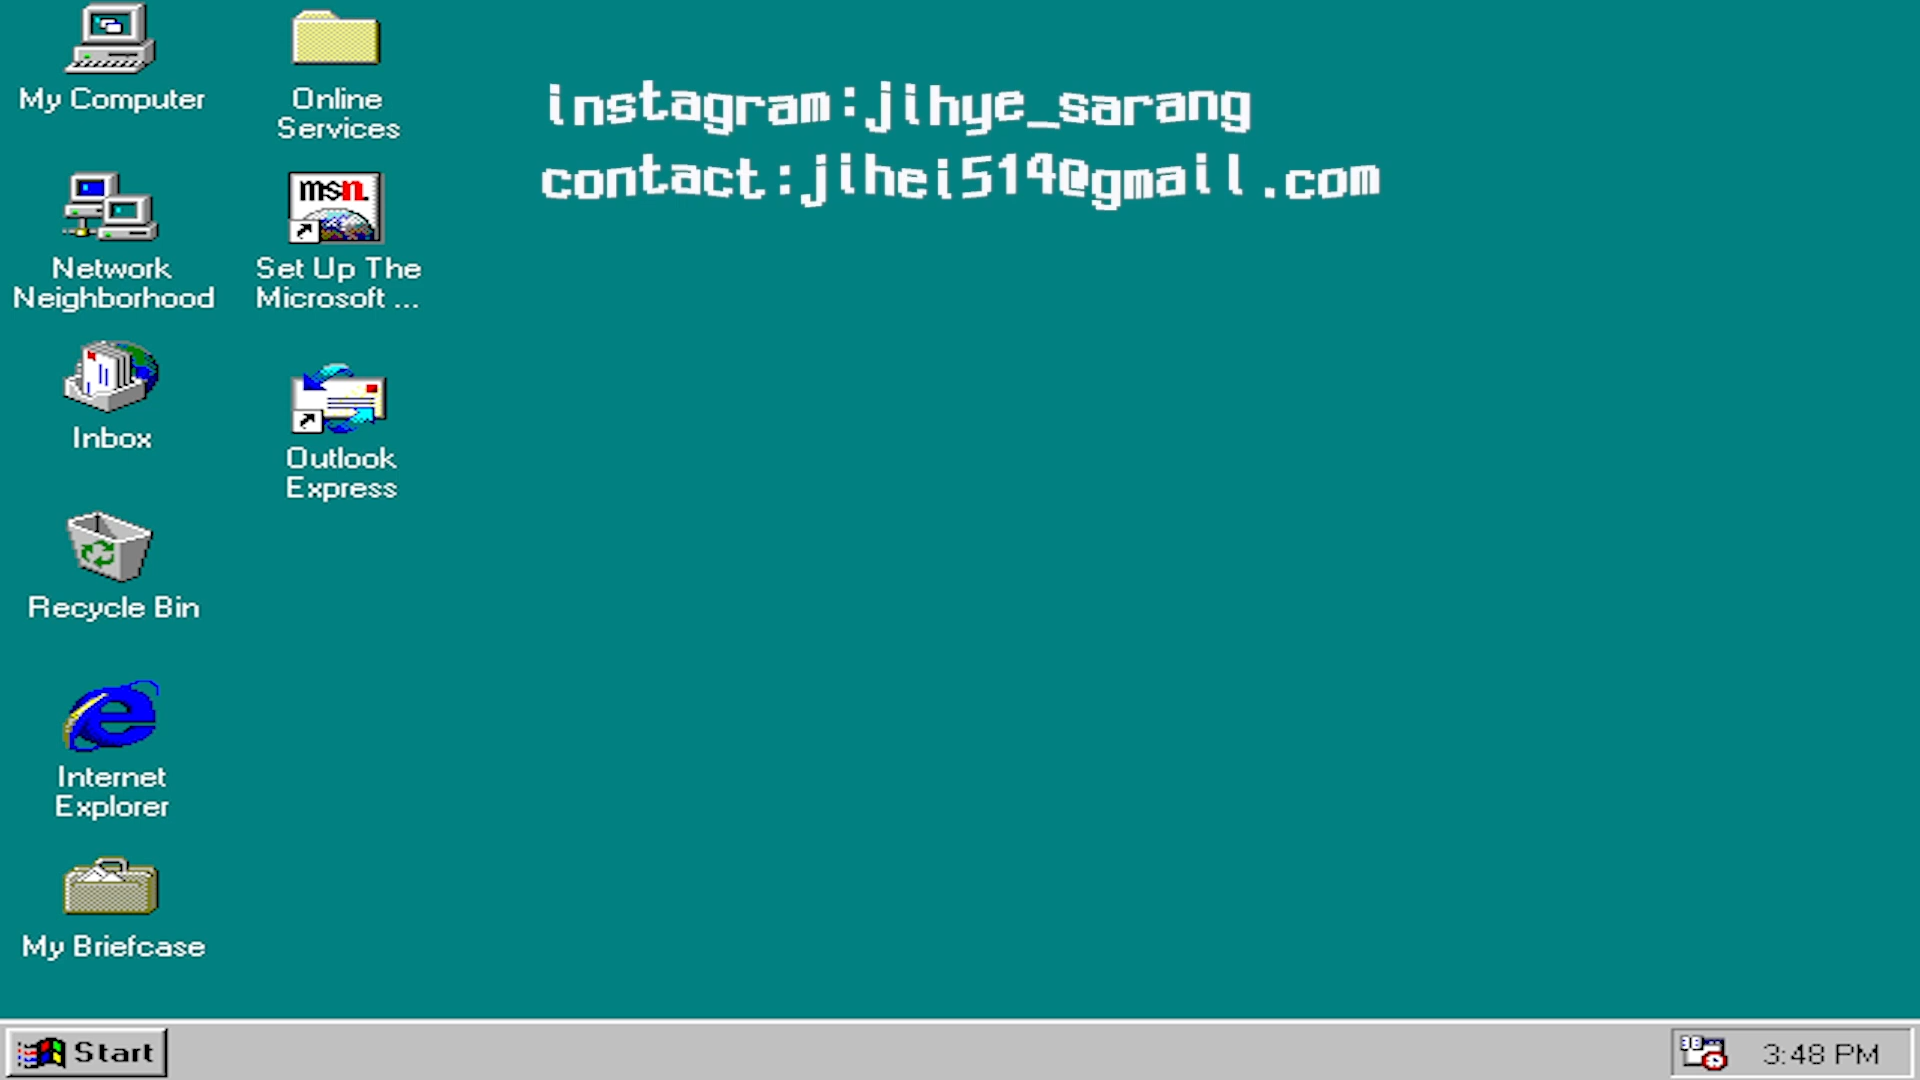 My Computer
Online
Services
instagram:jihye_sarang
contact:jihei514@gmail.com
Network
Neighborhood
msn
Set Up The
Microsoft ...
Inbox
Outlook
Express
Recycle Bin
Internet
Explorer
My Briefcase
Start
3:48 PM